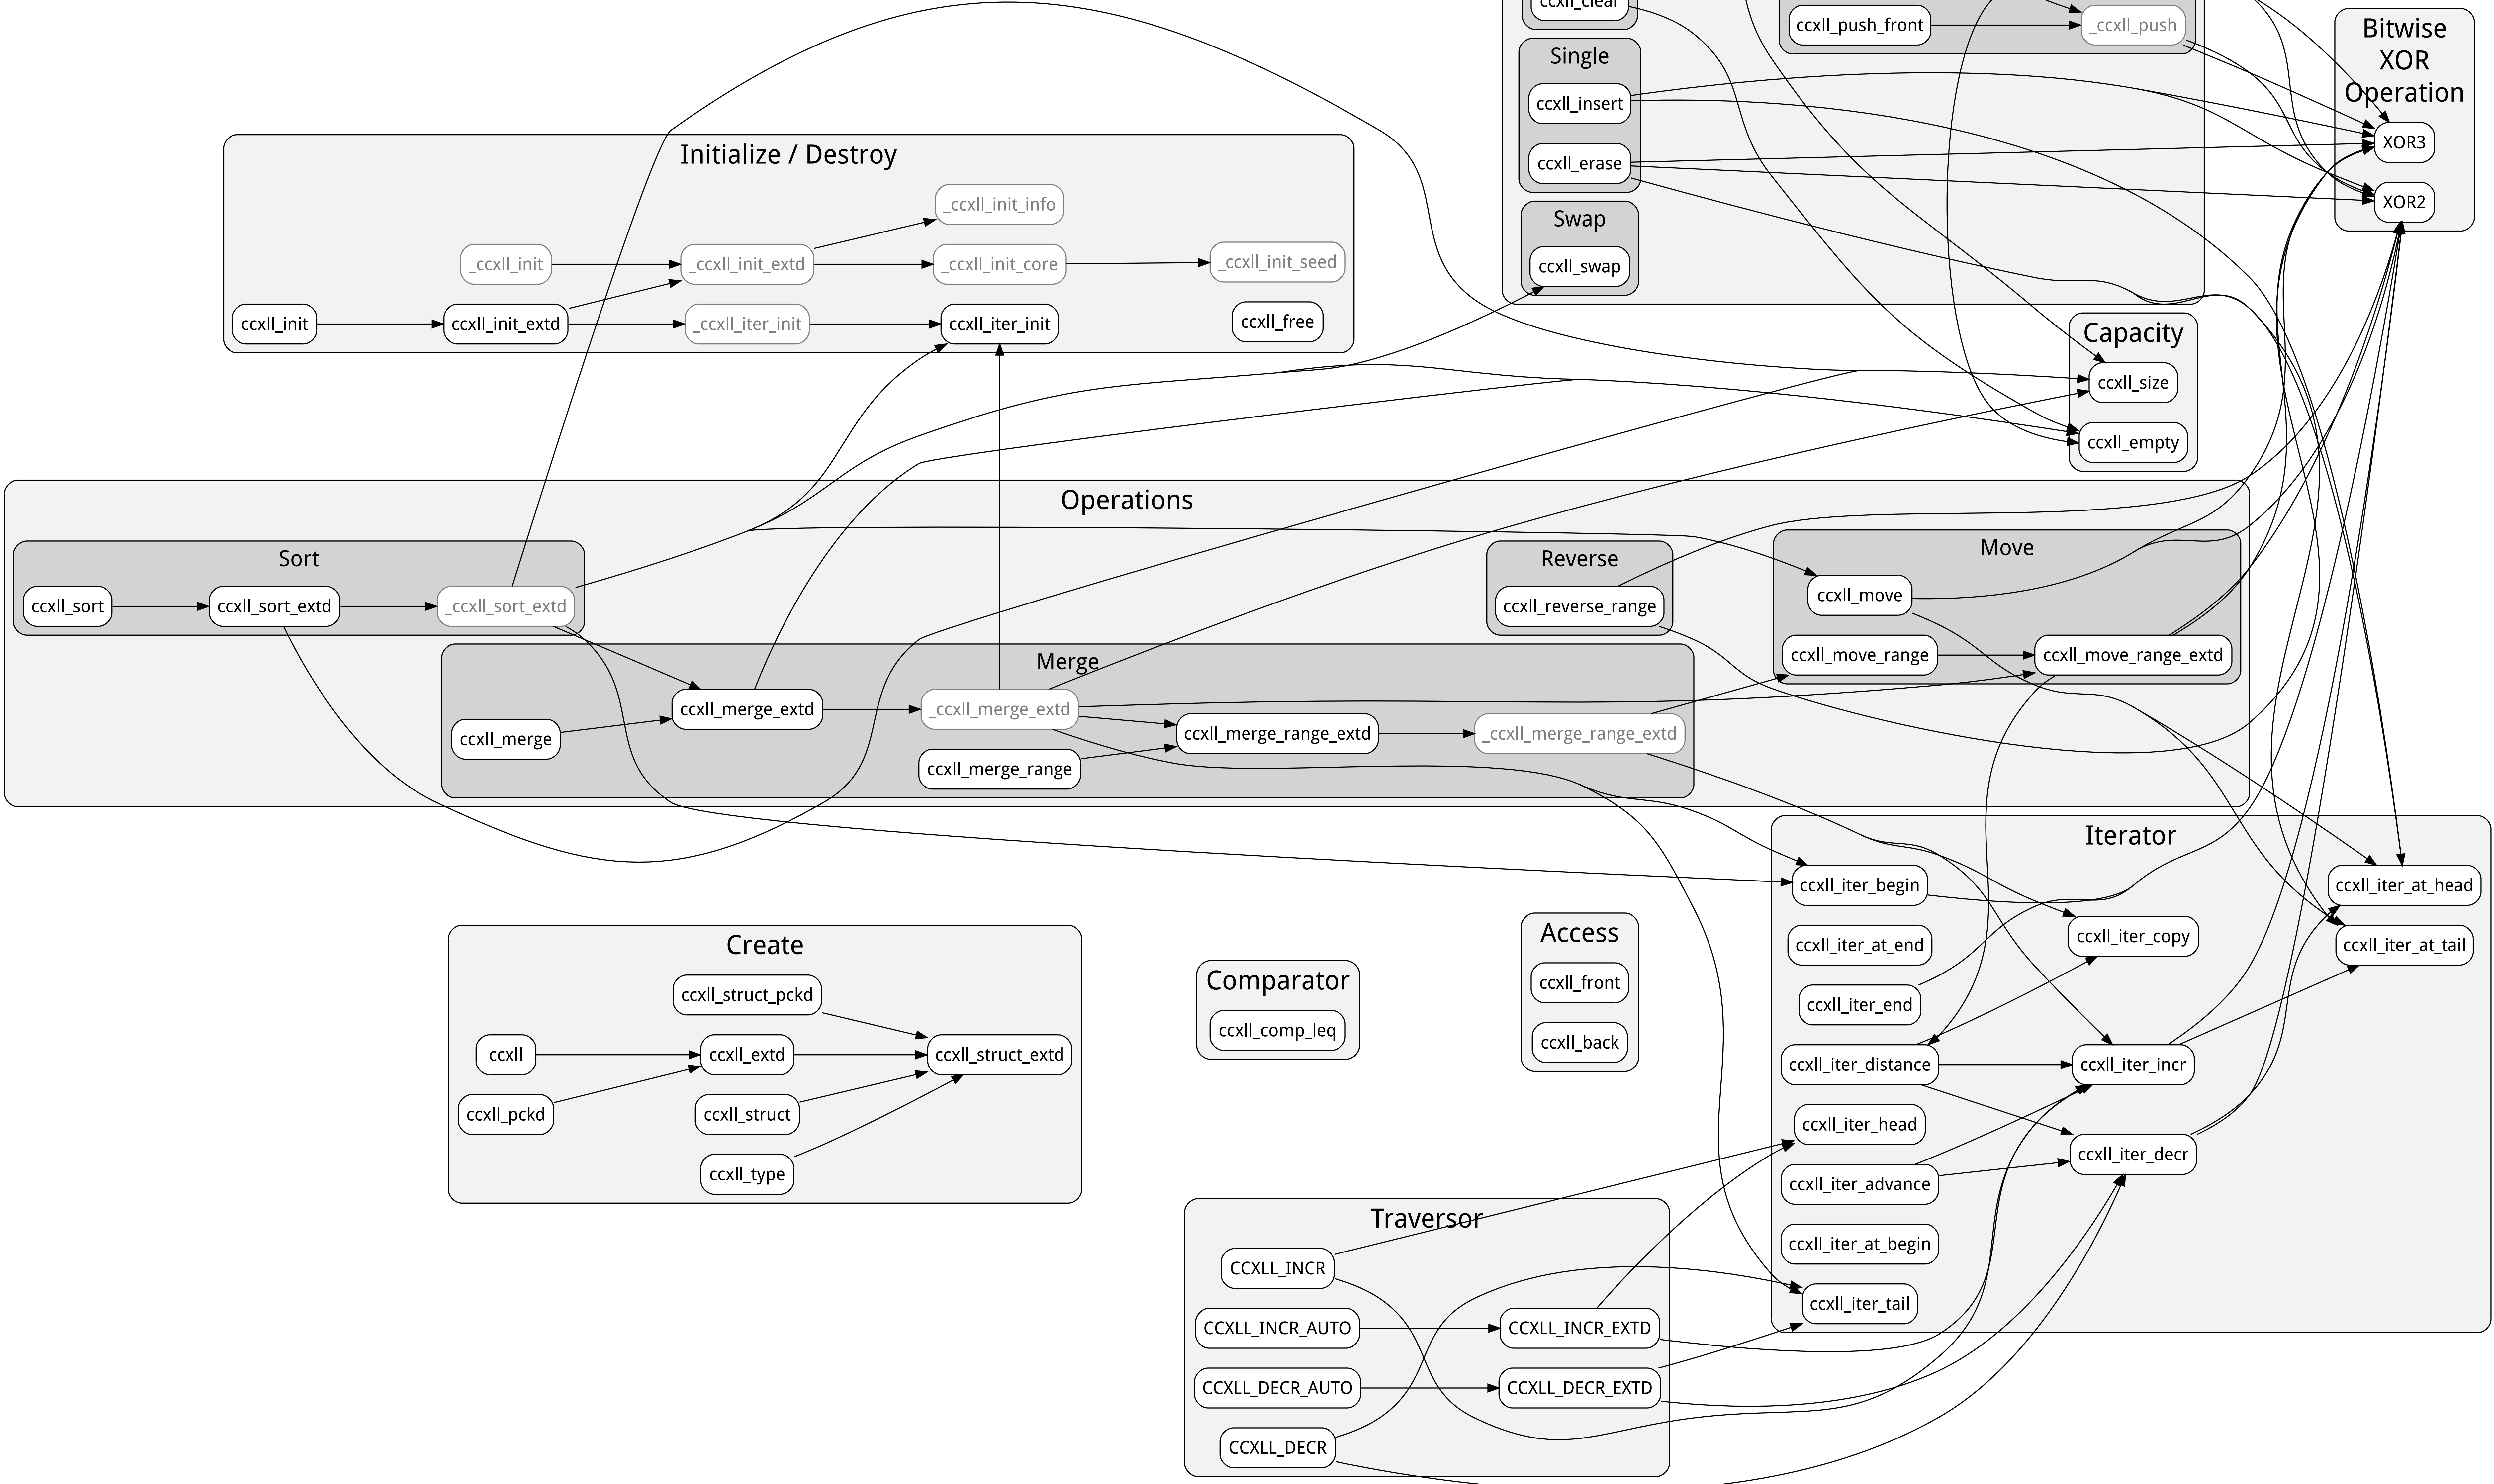 ccxll_clear
ccxll_push_front
_ccxll_push
Single
ccxll_insert
ccxll_erase
Swap
ccxll_swap
Bitwise
XOR
Operation
XOR3
XOR2
Initialize / Destroy
_ccxll_init_info
_ccxll_init
_ccxll_init_extd
_ccxll_init_core
_ccxll_init_seed
ccxll_init
ccxll_init_extd
_ccxll_iter_init
ccxll_iter_init
ccxll_free
Capacity
ccxll_size
ccxll_empty
Operations
Sort
ccxll_sort
ccxll_sort_extd
_ccxll_sort_extd
Reverse
ccxll_reverse_range
Move
ccxll_move
ccxll_move_range
ccxll_move_range_extd
Merge
ccxll_merge
ccxll_merge_extd
_ccxll_merge_extd
ccxll_merge_range
ccxll_merge_range_extd
_ccxll_merge_range_extd
Iterator
ccxll_iter_begin
ccxll_iter_at_head
ccxll_iter_at_end
ccxll_iter_copy
ccxll_iter_at_tail
ccxll_iter_end
ccxll_iter_distance
ccxll_iter_incr
ccxll_iter_head
ccxll_iter_decr
ccxll_iter_advance
ccxll_iter_at_begin
ccxll_iter_tail
Create
ccxll_struct_pckd
ccxll
ccxll_extd
ccxll_struct_extd
ccxll_pckd
ccxll_struct
ccxll_type
Comparator
ccxll_comp_leq
Access
ccxll_front
ccxll_back
Traversor
CCXLL_INCR
CCXLL_INCR_AUTO
CCXLL_INCR_EXTD
CCXLL_DECR_AUTO
CCXLL_DECR_EXTD
CCXLL_DECR